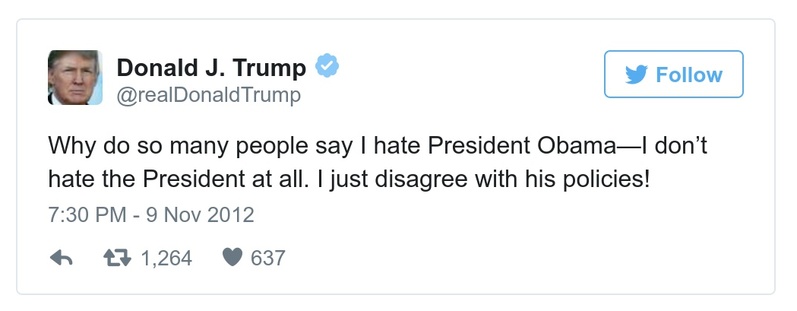 Donald J. Trump
@realDonaldTrump
Follow
Why do so many people say I hate President Obama—I don’t
hate the President at all. I just disagree with his policies!
7:30 PM - 9 Nov 2012
1,264 637